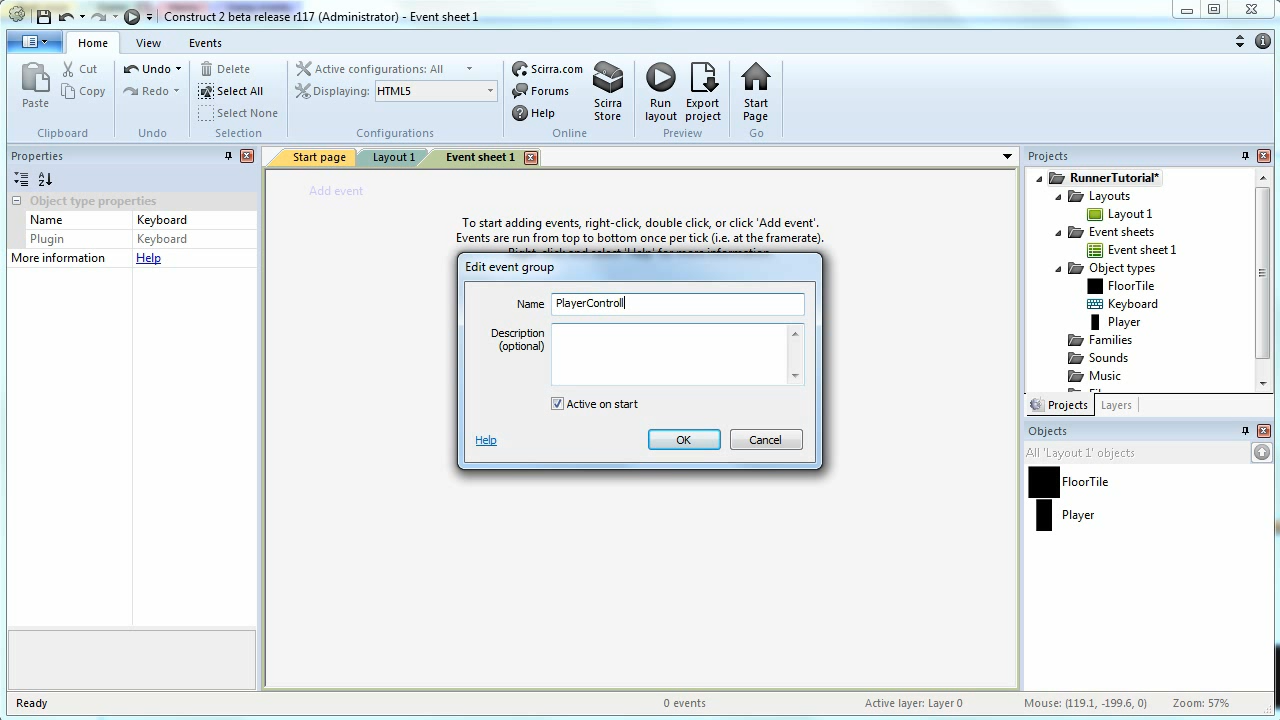 Construct 2 beta release r117 (Administrator) - Event sheet 1
Home View Events
Paste
Cut
Copy
Clipboard
Undo
Redo
Undo
Delete
Select All
Select None
Selection
Active configurations: All
Displaying: HTML5
Configurations
Scirra.com
Forums
Help
Scirra
Store
Online
Run
layout
Export
project
Preview
Start
Page
Go
Properties
Object type properties
Name Keyboard
Plugin Keyboard
More information Help
Start page Layout 1 Event sheet 1
Add event
To start adding events, right-click, double click, or click 'Add event'.
Events are run from top to bottom once per tick (i.e. at the framerate).
Edit event group
Name PlayerControll
Description
(optional)
Active on start
Help OK Cancel
Projects
RunnerTutorial*
Layouts
Layout 1
Event sheets
Event sheet 1
Object types
FloorTile
Keyboard
Player
Families
Sounds
Music
Projects Layers
Objects
All 'Layout 1' objects
FloorTile
Player
Ready 0 events Active layer: Layer 0 Mouse: (119.1, -199.6, 0) Zoom: 57%